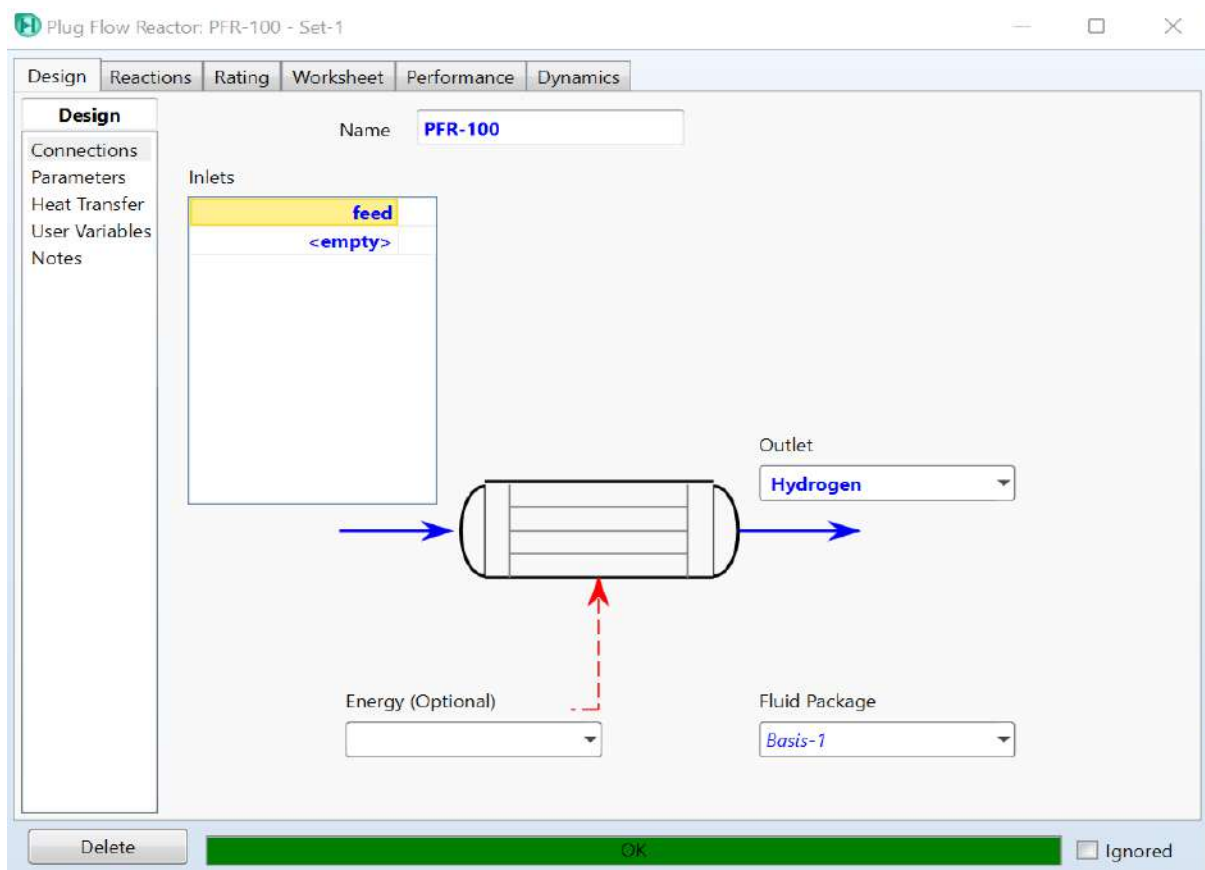 Plug Flow Reactor: PFR-100 - Set-1
Design Reactions Rating Worksheet Performance Dynamics
Design
Connections
Parameters
Heat Transfer
User Variables
Notes
Name PFR-100
Inlets
feed
<empty>
Outlet
Hydrogen
Energy (Optional)
Fluid Package
Basis-1
Delete
OK
Ignored